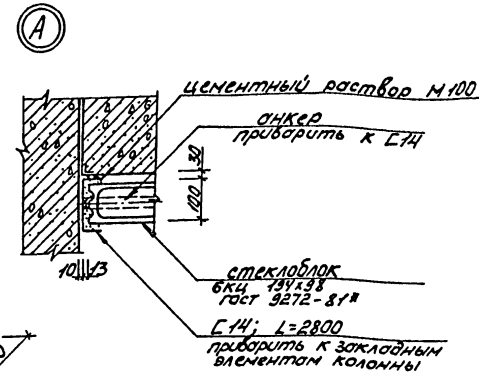 А
цементный раствор М100
анкер
приварить к [14
30
100
10 13
стеклоблок
БКЦ 194х98
ГОСТ 9272-81*
[14; L=2800
приварить к закладным
элементам колонны